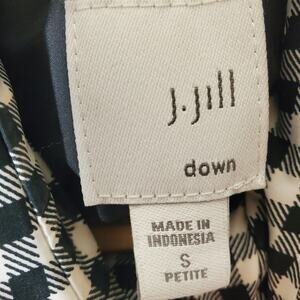 J.Jill
down
MADE IN
INDONESIA
S
PETITE